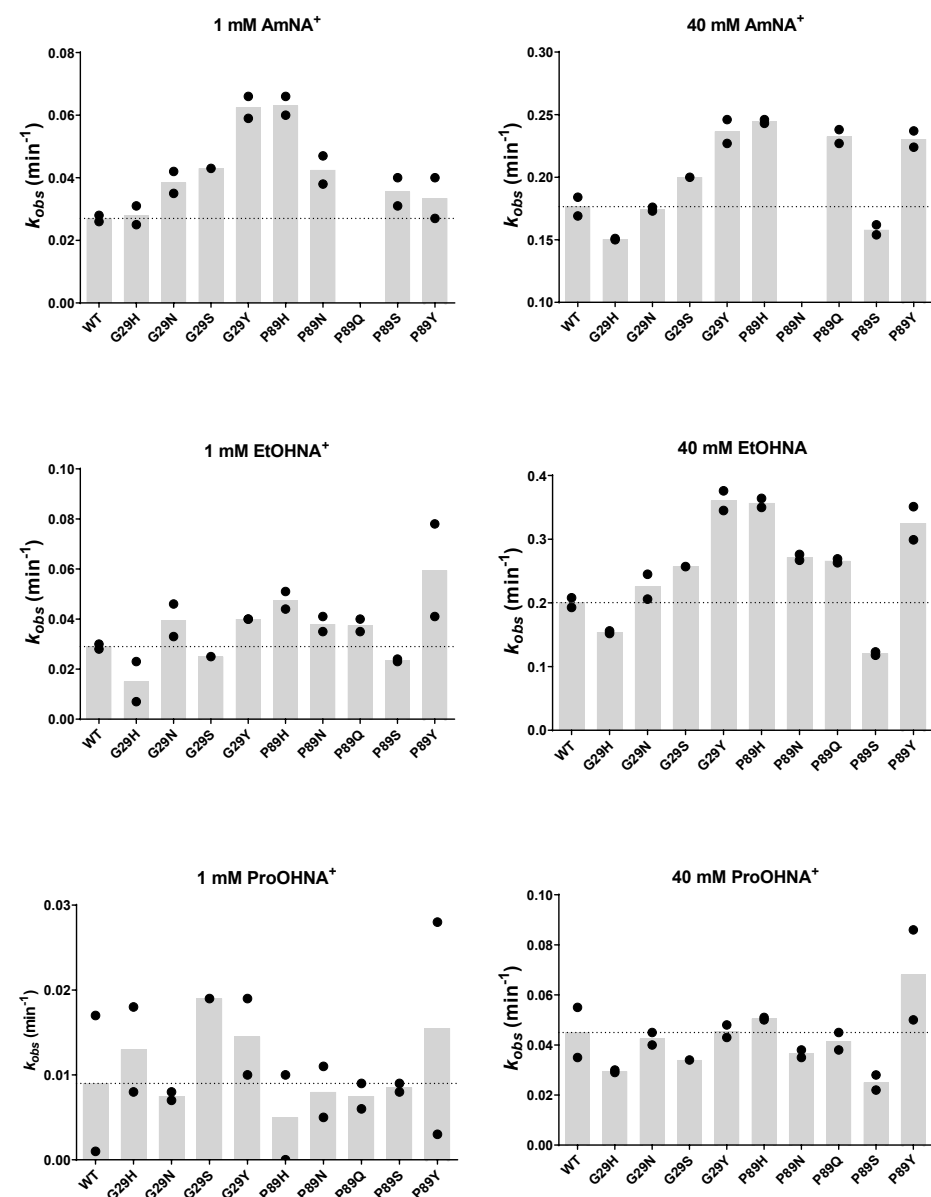 1 mM AmNA⁺
k_obs (min⁻¹)
0.08
0.06
0.04
0.02
0.00
WT G29H G29N G29S G29Y P89H P89N P89Q P89S P89Y
40 mM AmNA⁺
k_obs (min⁻¹)
0.30
0.25
0.20
0.15
0.10
WT G29H G29N G29S G29Y P89H P89N P89Q P89S P89Y
1 mM EtOHNA⁺
k_obs (min⁻¹)
0.10
0.08
0.06
0.04
0.02
0.00
WT G29H G29N G29S G29Y P89H P89N P89Q P89S P89Y
40 mM EtOHNA
k_obs (min⁻¹)
0.4
0.3
0.2
0.1
0.0
WT G29H G29N G29S G29Y P89H P89N P89Q P89S P89Y
1 mM ProOHNA⁺
k_obs (min⁻¹)
0.03
0.02
0.01
0.00
WT G29H G29N G29S G29Y P89H P89N P89Q P89S P89Y
40 mM ProOHNA⁺
k_obs (min⁻¹)
0.10
0.08
0.06
0.04
0.02
0.00
WT G29H G29N G29S G29Y P89H P89N P89Q P89S P89Y